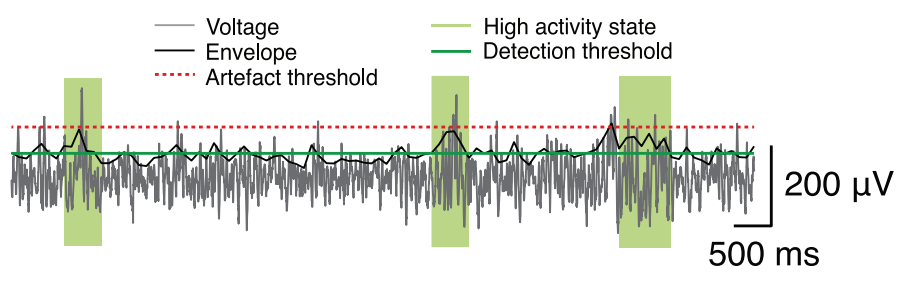 Voltage
Envelope
Artefact threshold
High activity state
Detection threshold
200 µV
500 ms